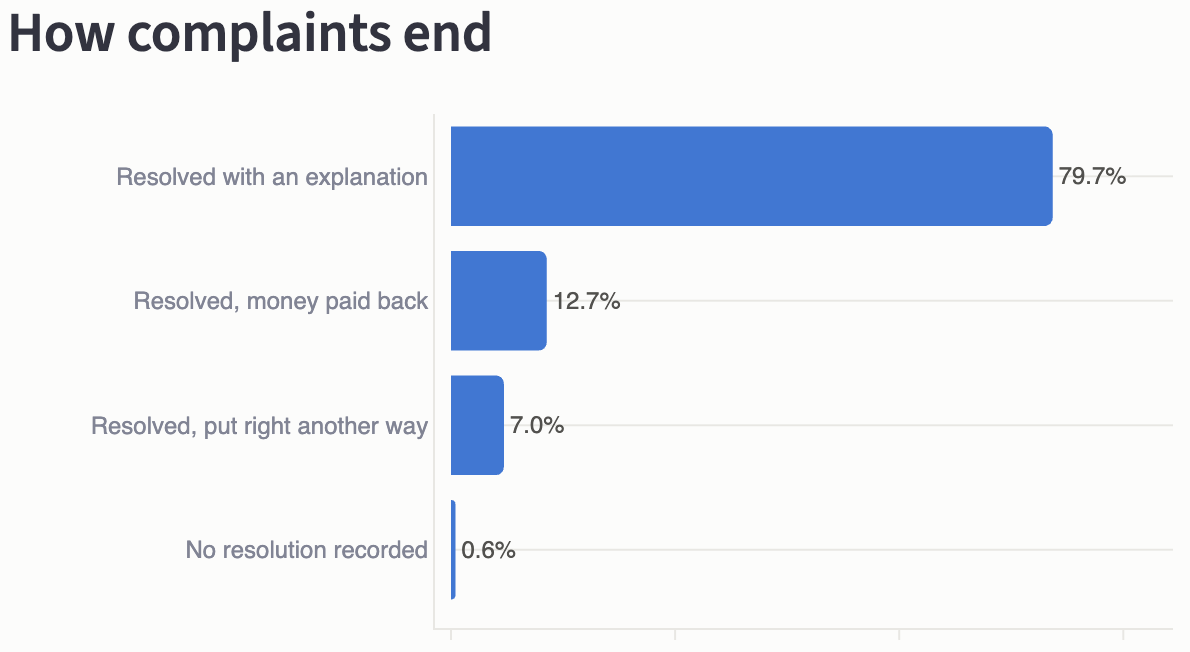 How complaints end
Resolved with an explanation 79.7%
Resolved, money paid back 12.7%
Resolved, put right another way 7.0%
No resolution recorded 0.6%